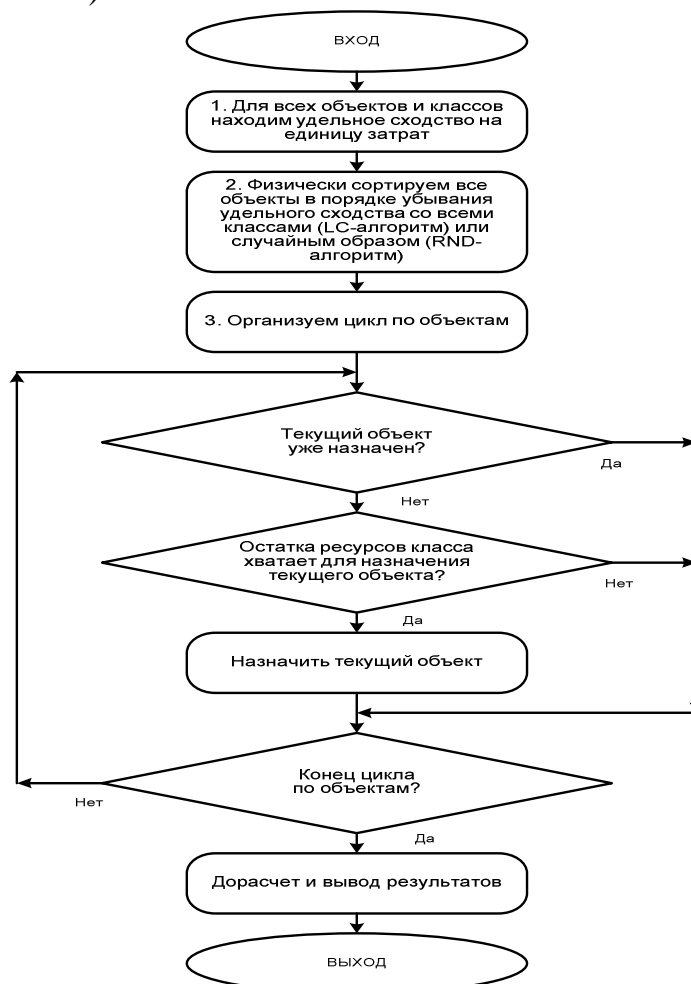 )
ВХОД
1. Для всех объектов и классов
находим удельное сходство на
единицу затрат
2. Физически сортируем все
объекты в порядке убывания
удельного сходства со всеми
классами (LC-алгоритм) или
случайным образом (RND-
алгоритм)
3. Организуем цикл по объектам
Текущий объект
уже назначен?
Да
Нет
Остатка ресурсов класса
хватает для назначения
текущего объекта?
Нет
Да
Назначить текущий объект
Конец цикла
по объектам?
Нет
Да
Дорасчет и вывод результатов
ВЫХОД